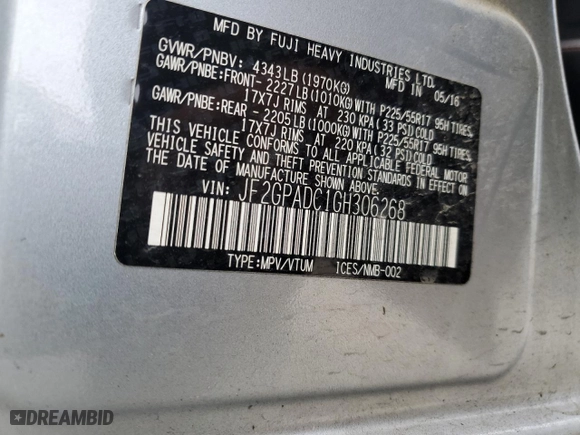 MFD BY FUJI HEAVY INDUSTRIES LTD.
GVWR/PNBV: 4343LB(1970KG) MFD IN 05/16
GAWR/PNBE:FRONT- 2227LB(1010KG)WITH P225/55R17 95H TIRES,
17X7J RIMS AT 230 KPA(33 PSI)COLD
GAWR/PNBE:REAR - 2205LB(1000KG)WITH P225/55R17 95H TIRES,
17X7J RIMS AT 220 KPA(32 PSI)COLD
THIS VEHICLE CONFORMS TO ALL APPLICABLE FEDERAL MOTOR
VEHICLE SAFETY AND THEFT PREVENTION STANDARDS IN EFFECT ON
THE DATE OF MANUFACTURE SHOWN ABOVE.
VIN: JF2GPADC1GH306268
TYPE:MPV/VTUM ICES/NMB-002
DREAMBID